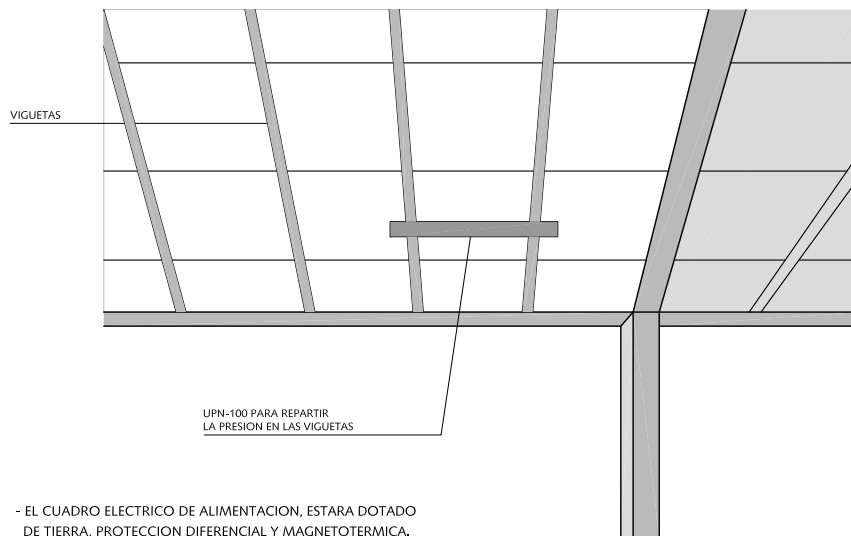 VIGUETAS
UPN-100 PARA REPARTIR
LA PRESION EN LAS VIGUETAS
- EL CUADRO ELECTRICO DE ALIMENTACION, ESTARA DOTADO
DE TIERRA, PROTECCION DIFERENCIAL Y MAGNETOTERMICA.